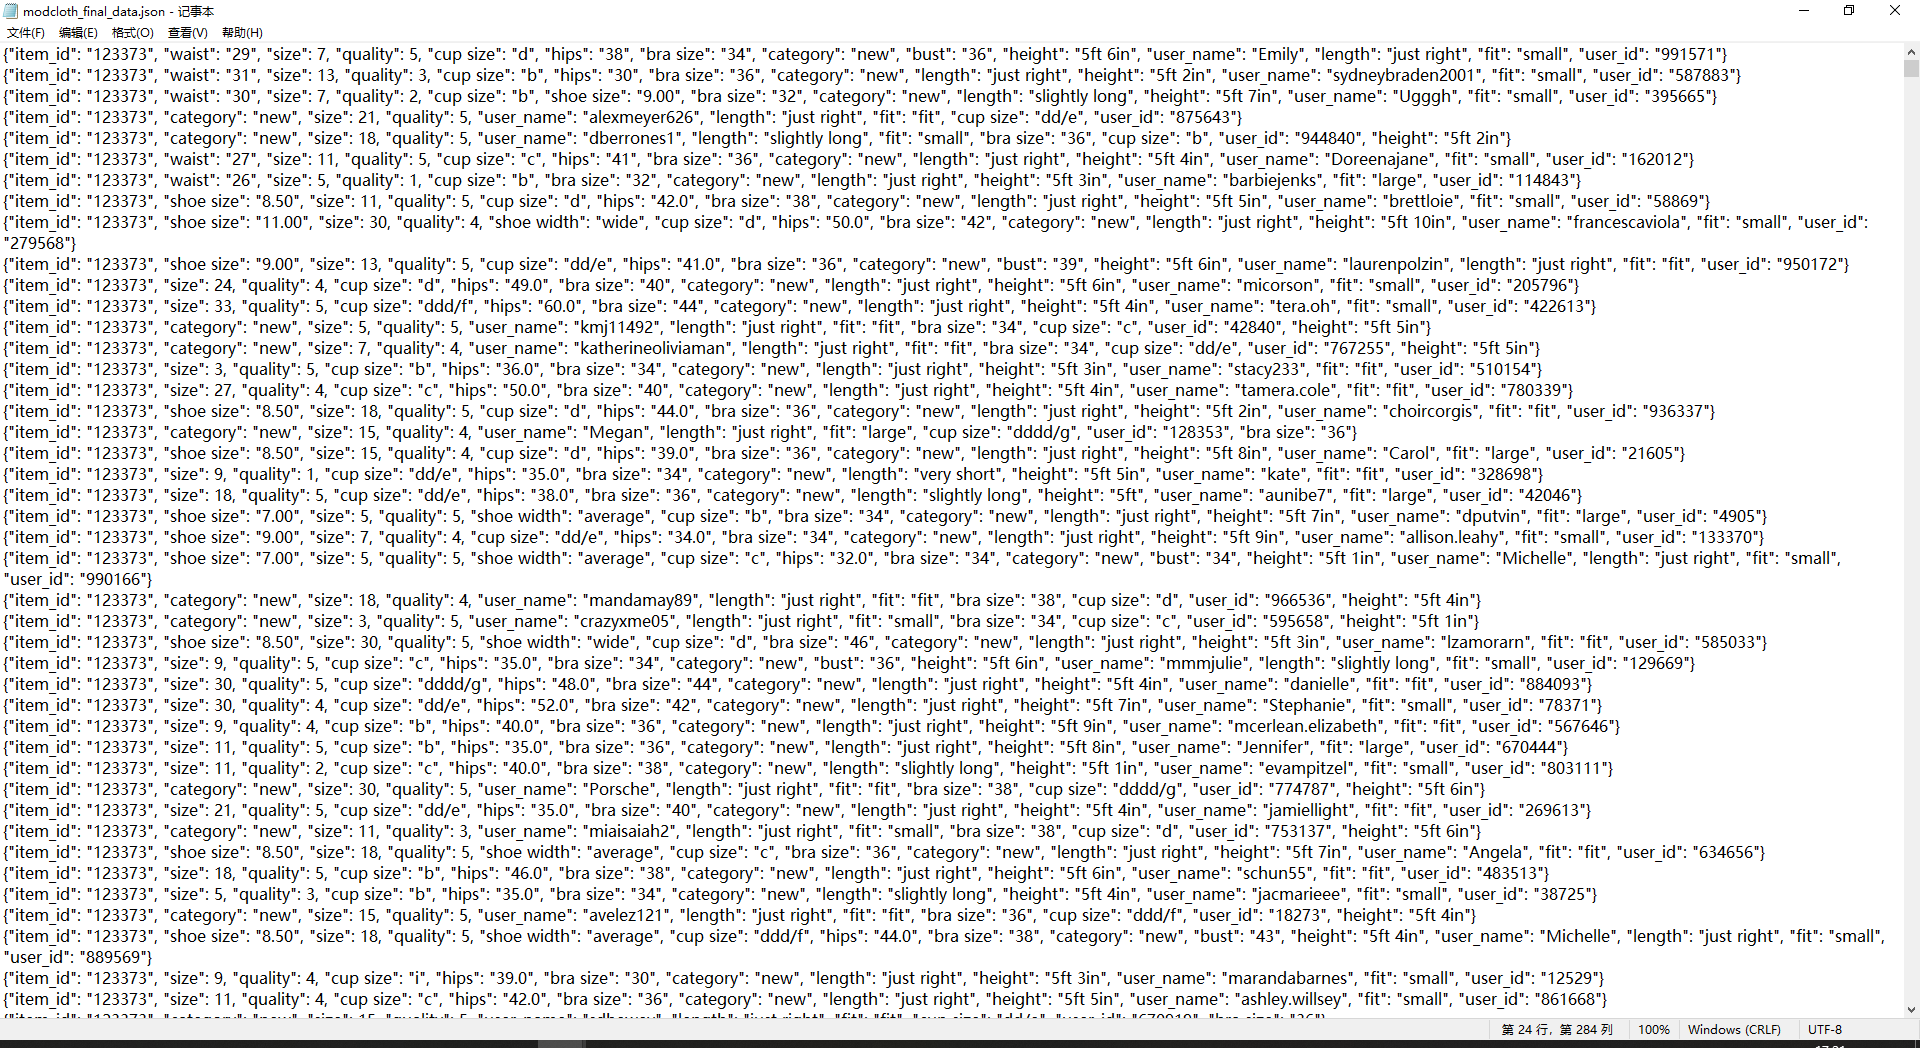 modcloth_final_data.json - 记事本
文件(F) 编辑(E) 格式(O) 查看(V) 帮助(H)
{"item_id": "123373", "waist": "29", "size": 7, "quality": 5, "cup size": "d", "hips": "38", "bra size": "34", "category": "new", "bust": "36", "height": "5ft 6in", "user_name": "Emily", "length": "just right", "fit": "small", "user_id": "991571"}
{"item_id": "123373", "waist": "31", "size": 13, "quality": 3, "cup size": "b", "hips": "30", "bra size": "36", "category": "new", "length": "just right", "height": "5ft 2in", "user_name": "sydneybraden2001", "fit": "small", "user_id": "587883"}
{"item_id": "123373", "waist": "30", "size": 7, "quality": 2, "cup size": "b", "shoe size": "9.00", "bra size": "32", "category": "new", "length": "slightly long", "height": "5ft 7in", "user_name": "Ugggh", "fit": "small", "user_id": "395665"}
{"item_id": "123373", "category": "new", "size": 21, "quality": 5, "user_name": "alexmeyer626", "length": "just right", "fit": "fit", "cup size": "dd/e", "user_id": "875643"}
{"item_id": "123373", "category": "new", "size": 18, "quality": 5, "user_name": "dberrones1", "length": "slightly long", "fit": "small", "bra size": "36", "cup size": "b", "user_id": "944840", "height": "5ft 2in"}
{"item_id": "123373", "waist": "27", "size": 11, "quality": 5, "cup size": "c", "hips": "41", "bra size": "36", "category": "new", "length": "just right", "height": "5ft 4in", "user_name": "Doreenajane", "fit": "small", "user_id": "162012"}
{"item_id": "123373", "waist": "26", "size": 5, "quality": 1, "cup size": "b", "bra size": "32", "category": "new", "length": "just right", "height": "5ft 3in", "user_name": "barbiejenks", "fit": "large", "user_id": "114843"}
{"item_id": "123373", "shoe size": "8.50", "size": 11, "quality": 5, "cup size": "d", "hips": "42.0", "bra size": "38", "category": "new", "length": "just right", "height": "5ft 5in", "user_name": "brettloie", "fit": "small", "user_id": "58869"}
{"item_id": "123373", "shoe size": "11.00", "size": 30, "quality": 4, "shoe width": "wide", "cup size": "d", "hips": "50.0", "bra size": "42", "category": "new", "length": "just right", "height": "5ft 10in", "user_name": "francescaviola", "fit": "small", "user_id":
"279568"}
{"item_id": "123373", "shoe size": "9.00", "size": 13, "quality": 5, "cup size": "dd/e", "hips": "41.0", "bra size": "36", "category": "new", "bust": "39", "height": "5ft 6in", "user_name": "laurenpolzin", "length": "just right", "fit": "fit", "user_id": "950172"}
{"item_id": "123373", "size": 24, "quality": 4, "cup size": "d", "hips": "49.0", "bra size": "40", "category": "new", "length": "just right", "height": "5ft 6in", "user_name": "micorson", "fit": "small", "user_id": "205796"}
{"item_id": "123373", "size": 33, "quality": 5, "cup size": "ddd/f", "hips": "60.0", "bra size": "44", "category": "new", "length": "just right", "height": "5ft 4in", "user_name": "tera.oh", "fit": "small", "user_id": "422613"}
{"item_id": "123373", "category": "new", "size": 5, "quality": 5, "user_name": "kmj11492", "length": "just right", "fit": "fit", "bra size": "34", "cup size": "c", "user_id": "42840", "height": "5ft 5in"}
{"item_id": "123373", "category": "new", "size": 7, "quality": 4, "user_name": "katherineoliviaman", "length": "just right", "fit": "fit", "bra size": "34", "cup size": "dd/e", "user_id": "767255", "height": "5ft 5in"}
{"item_id": "123373", "size": 3, "quality": 5, "cup size": "b", "hips": "36.0", "bra size": "34", "category": "new", "length": "just right", "height": "5ft 3in", "user_name": "stacy233", "fit": "fit", "user_id": "510154"}
{"item_id": "123373", "size": 27, "quality": 4, "cup size": "c", "hips": "50.0", "bra size": "40", "category": "new", "length": "just right", "height": "5ft 4in", "user_name": "tamera.cole", "fit": "fit", "user_id": "780339"}
{"item_id": "123373", "shoe size": "8.50", "size": 18, "quality": 5, "cup size": "d", "hips": "44.0", "bra size": "36", "category": "new", "length": "just right", "height": "5ft 2in", "user_name": "choircorgis", "fit": "fit", "user_id": "936337"}
{"item_id": "123373", "category": "new", "size": 15, "quality": 4, "user_name": "Megan", "length": "just right", "fit": "large", "cup size": "dddd/g", "user_id": "128353", "bra size": "36"}
{"item_id": "123373", "shoe size": "8.50", "size": 15, "quality": 4, "cup size": "d", "hips": "39.0", "bra size": "36", "category": "new", "length": "just right", "height": "5ft 8in", "user_name": "Carol", "fit": "large", "user_id": "21605"}
{"item_id": "123373", "size": 9, "quality": 1, "cup size": "dd/e", "hips": "35.0", "bra size": "34", "category": "new", "length": "very short", "height": "5ft 5in", "user_name": "kate", "fit": "fit", "user_id": "328698"}
{"item_id": "123373", "size": 18, "quality": 5, "cup size": "dd/e", "hips": "38.0", "bra size": "36", "category": "new", "length": "slightly long", "height": "5ft", "user_name": "aunibe7", "fit": "large", "user_id": "42046"}
{"item_id": "123373", "shoe size": "7.00", "size": 5, "quality": 5, "shoe width": "average", "cup size": "b", "bra size": "34", "category": "new", "length": "just right", "height": "5ft 7in", "user_name": "dputvin", "fit": "large", "user_id": "4905"}
{"item_id": "123373", "shoe size": "9.00", "size": 7, "quality": 4, "cup size": "dd/e", "hips": "34.0", "bra size": "34", "category": "new", "length": "just right", "height": "5ft 9in", "user_name": "allison.leahy", "fit": "small", "user_id": "133370"}
{"item_id": "123373", "shoe size": "7.00", "size": 5, "quality": 5, "shoe width": "average", "cup size": "c", "hips": "32.0", "bra size": "34", "category": "new", "bust": "34", "height": "5ft 1in", "user_name": "Michelle", "length": "just right", "fit": "small",
"user_id": "990166"}
{"item_id": "123373", "category": "new", "size": 18, "quality": 4, "user_name": "mandamay89", "length": "just right", "fit": "fit", "bra size": "38", "cup size": "d", "user_id": "966536", "height": "5ft 4in"}
{"item_id": "123373", "category": "new", "size": 3, "quality": 5, "user_name": "crazyxme05", "length": "just right", "fit": "small", "bra size": "34", "cup size": "c", "user_id": "595658", "height": "5ft 1in"}
{"item_id": "123373", "shoe size": "8.50", "size": 30, "quality": 5, "shoe width": "wide", "cup size": "d", "bra size": "46", "category": "new", "length": "just right", "height": "5ft 3in", "user_name": "lzamorarn", "fit": "fit", "user_id": "585033"}
{"item_id": "123373", "size": 9, "quality": 5, "cup size": "c", "hips": "35.0", "bra size": "34", "category": "new", "bust": "36", "height": "5ft 6in", "user_name": "mmmjulie", "length": "slightly long", "fit": "small", "user_id": "129669"}
{"item_id": "123373", "size": 30, "quality": 5, "cup size": "dddd/g", "hips": "48.0", "bra size": "44", "category": "new", "length": "just right", "height": "5ft 4in", "user_name": "danielle", "fit": "fit", "user_id": "884093"}
{"item_id": "123373", "size": 30, "quality": 4, "cup size": "dd/e", "hips": "52.0", "bra size": "42", "category": "new", "length": "just right", "height": "5ft 7in", "user_name": "Stephanie", "fit": "small", "user_id": "78371"}
{"item_id": "123373", "size": 9, "quality": 4, "cup size": "b", "hips": "40.0", "bra size": "36", "category": "new", "length": "just right", "height": "5ft 9in", "user_name": "mcerlean.elizabeth", "fit": "fit", "user_id": "567646"}
{"item_id": "123373", "size": 11, "quality": 5, "cup size": "b", "hips": "35.0", "bra size": "36", "category": "new", "length": "just right", "height": "5ft 8in", "user_name": "Jennifer", "fit": "large", "user_id": "670444"}
{"item_id": "123373", "size": 11, "quality": 2, "cup size": "c", "hips": "40.0", "bra size": "38", "category": "new", "length": "slightly long", "height": "5ft 1in", "user_name": "evampitzel", "fit": "small", "user_id": "803111"}
{"item_id": "123373", "category": "new", "size": 30, "quality": 5, "user_name": "Porsche", "length": "just right", "fit": "fit", "bra size": "38", "cup size": "dddd/g", "user_id": "774787", "height": "5ft 6in"}
{"item_id": "123373", "size": 21, "quality": 5, "cup size": "dd/e", "hips": "35.0", "bra size": "40", "category": "new", "length": "just right", "height": "5ft 4in", "user_name": "jamiellight", "fit": "fit", "user_id": "269613"}
{"item_id": "123373", "category": "new", "size": 11, "quality": 3, "user_name": "miaisaiah2", "length": "just right", "fit": "small", "bra size": "38", "cup size": "d", "user_id": "753137", "height": "5ft 6in"}
{"item_id": "123373", "shoe size": "8.50", "size": 18, "quality": 5, "shoe width": "average", "cup size": "c", "bra size": "36", "category": "new", "length": "just right", "height": "5ft 7in", "user_name": "Angela", "fit": "fit", "user_id": "634656"}
{"item_id": "123373", "size": 18, "quality": 5, "cup size": "b", "hips": "46.0", "bra size": "38", "category": "new", "length": "just right", "height": "5ft 6in", "user_name": "schun55", "fit": "fit", "user_id": "483513"}
{"item_id": "123373", "size": 5, "quality": 3, "cup size": "b", "hips": "35.0", "bra size": "34", "category": "new", "length": "slightly long", "height": "5ft 4in", "user_name": "jacmarieee", "fit": "small", "user_id": "38725"}
{"item_id": "123373", "category": "new", "size": 15, "quality": 5, "user_name": "avelez121", "length": "just right", "fit": "fit", "bra size": "36", "cup size": "ddd/f", "user_id": "18273", "height": "5ft 4in"}
{"item_id": "123373", "shoe size": "8.50", "size": 18, "quality": 5, "shoe width": "average", "cup size": "ddd/f", "hips": "44.0", "bra size": "38", "category": "new", "bust": "43", "height": "5ft 4in", "user_name": "Michelle", "length": "just right", "fit": "small",
"user_id": "889569"}
{"item_id": "123373", "size": 9, "quality": 4, "cup size": "i", "hips": "39.0", "bra size": "30", "category": "new", "length": "just right", "height": "5ft 3in", "user_name": "marandabarnes", "fit": "small", "user_id": "12529"}
{"item_id": "123373", "size": 11, "quality": 4, "cup size": "c", "hips": "42.0", "bra size": "36", "category": "new", "length": "just right", "height": "5ft 5in", "user_name": "ashley.willsey", "fit": "small", "user_id": "861668"}
第 24 行，第 284 列 100% Windows (CRLF) UTF-8